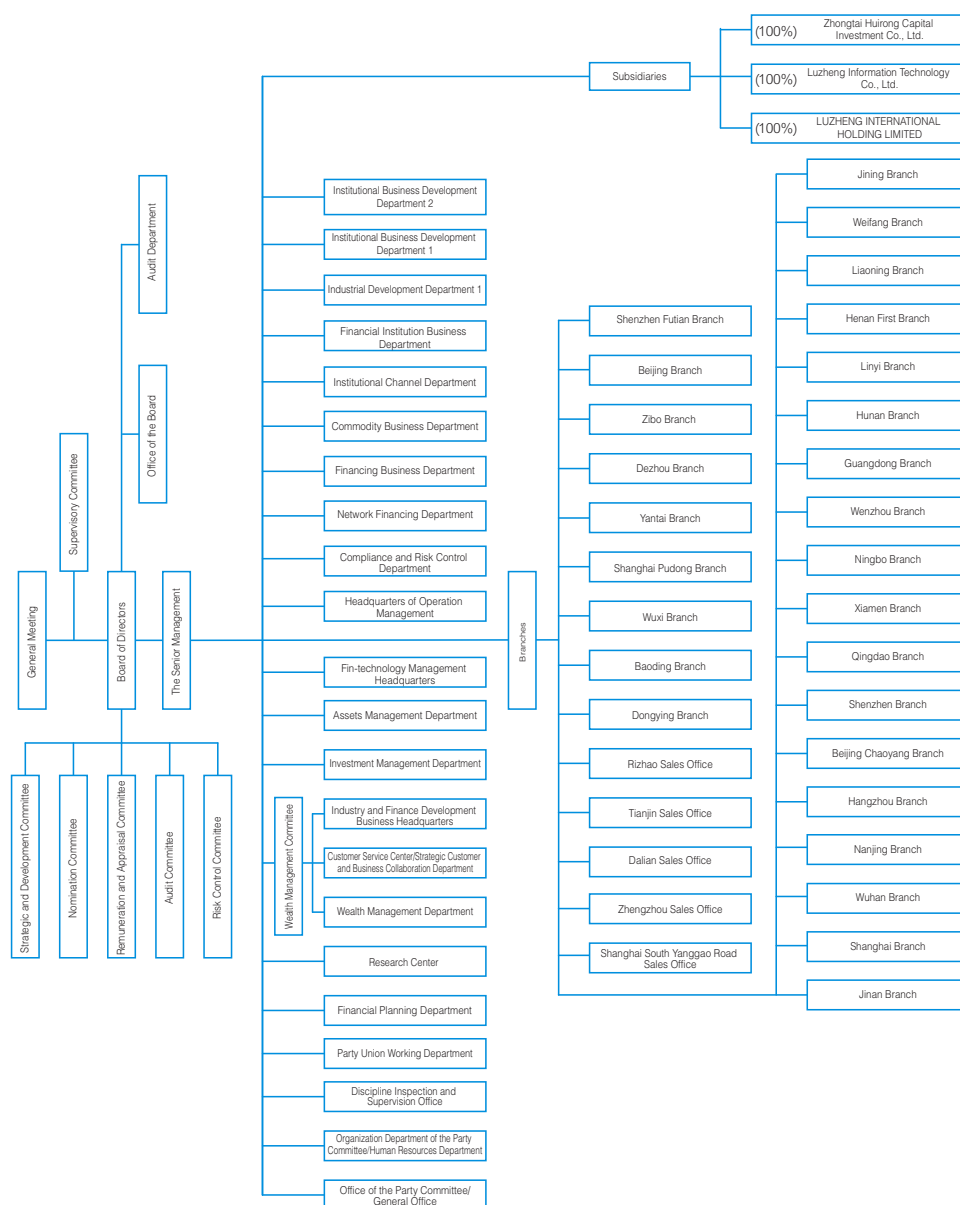 Subsidiaries
(100%)
Zhongtai Huirong Capital
Investment Co., Ltd.
(100%)
Luzheng Information Technology
Co., Ltd.
(100%)
LUZHENG INTERNATIONAL
HOLDING LIMITED
General Meeting
Supervisory Committee
Board of Directors
Audit Department
Office of the Board
The Senior Management
Strategic and Development Committee
Nomination Committee
Remuneration and Appraisal Committee
Audit Committee
Risk Control Committee
Institutional Business Development
Department 2
Institutional Business Development
Department 1
Industrial Development Department 1
Financial Institution Business
Department
Institutional Channel Department
Commodity Business Department
Financing Business Department
Network Financing Department
Compliance and Risk Control
Department
Headquarters of Operation
Management
Fin-technology Management
Headquarters
Assets Management Department
Investment Management Department
Wealth Management Committee
Industry and Finance Development
Business Headquarters
Customer Service Center/Strategic Customer
and Business Collaboration Department
Wealth Management Department
Research Center
Financial Planning Department
Party Union Working Department
Discipline Inspection and
Supervision Office
Organization Department of the Party
Committee/Human Resources Department
Office of the Party Committee/
General Office
Branches
Shenzhen Futian Branch
Beijing Branch
Zibo Branch
Dezhou Branch
Yantai Branch
Shanghai Pudong Branch
Wuxi Branch
Baoding Branch
Dongying Branch
Rizhao Sales Office
Tianjin Sales Office
Dalian Sales Office
Zhengzhou Sales Office
Shanghai South Yanggao Road
Sales Office
Jining Branch
Weifang Branch
Liaoning Branch
Henan First Branch
Linyi Branch
Hunan Branch
Guangdong Branch
Wenzhou Branch
Ningbo Branch
Xiamen Branch
Qingdao Branch
Shenzhen Branch
Beijing Chaoyang Branch
Hangzhou Branch
Nanjing Branch
Wuhan Branch
Shanghai Branch
Jinan Branch